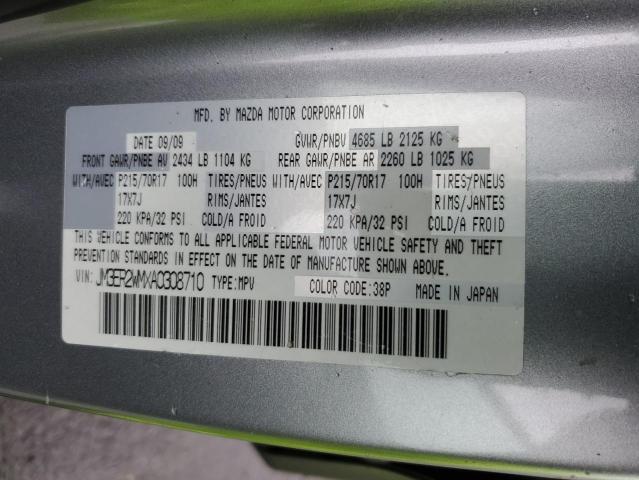 MFD. BY MAZDA MOTOR CORPORATION
DATE 09/09 GVWR/PNBV 4685 LB 2125 KG
FRONT GAWR/PNBE AV 2434 LB 1104 KG REAR GAWR/PNBE AR 2260 LB 1025 KG
WITH/AVEC P215/70R17 100H TIRES/PNEUS WITH/AVEC P215/70R17 100H TIRES/PNEUS
17X7J RIMS/JANTES 17X7J RIMS/JANTES
220 KPA/32 PSI COLD/A FROID 220 KPA/32 PSI COLD/A FROID
THIS VEHICLE CONFORMS TO ALL APPLICABLE FEDERAL MOTOR VEHICLE SAFETY AND THEFT
PREVENTION STANDARDS IN EFFECT ON THE DATE OF MANUFACTURE SHOWN ABOVE.
VIN: JM3ER2WMXA0308710 TYPE: MPV COLOR CODE: 38P MADE IN JAPAN